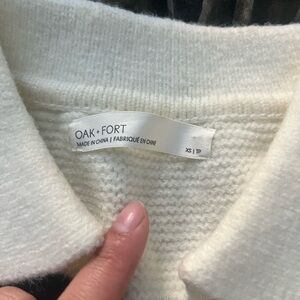 OAK + FORT
MADE IN CHINA | FABRIQUÉ EN CHINE
XS | TP